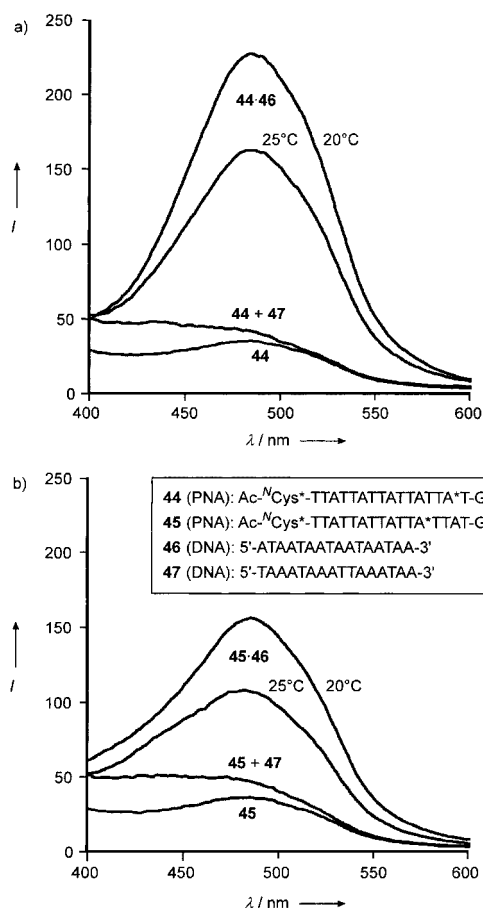 a)
250
200
44·46
25°C 20°C
150
I
100
50
44 + 47
44
0
400 450 500 550 600
λ / nm
b)
250
44 (PNA): Ac-ᴺCys*-TTATTATTATTATTA*T-G
45 (PNA): Ac-ᴺCys*-TTATTATTATTA*TTAT-G
200
46 (DNA): 5'-ATAATAATAATAATAA-3'
47 (DNA): 5'-TAAATAAATTAAATAA-3'
150
45·46
I
25°C 20°C
100
50
45 + 47
45
0
400 450 500 550 600
λ / nm